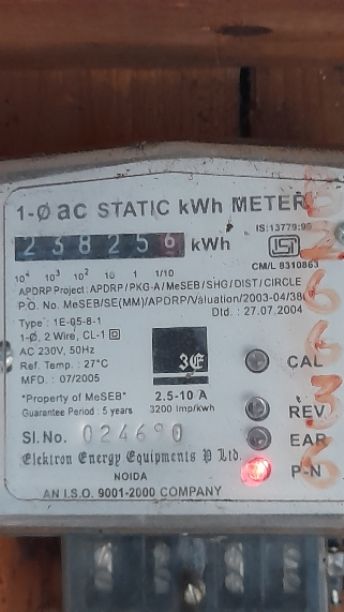 1-Ø ac STATIC kWh METER
IS:13779:99
238256 kWh
ISI
10⁴ 10³ 10² 10 1 1/10
CM/L 8310863
APDRP Project : APDRP / PKG-A / MeSEB / SHG / DIST / CIRCLE
P.O. No. MeSEB/SE(MM)/APDRP/Valuation/2003-04/38
Dtd. : 27.07.2004
Type : 1E-05-8-1
1-Ø, 2 Wire, CL-1
AC 230V, 50Hz
Ref. Temp. : 27°C
MFD. : 07/2005
3E
CAL
"Property of MeSEB"
2.5-10 A
Guarantee Period : 5 years
3200 Imp/kwh
REV
Sl. No. 024690
EAR
Elektron Energy Equipments P Ltd.
P-N
NOIDA
AN I.S.O. 9001-2000 COMPANY